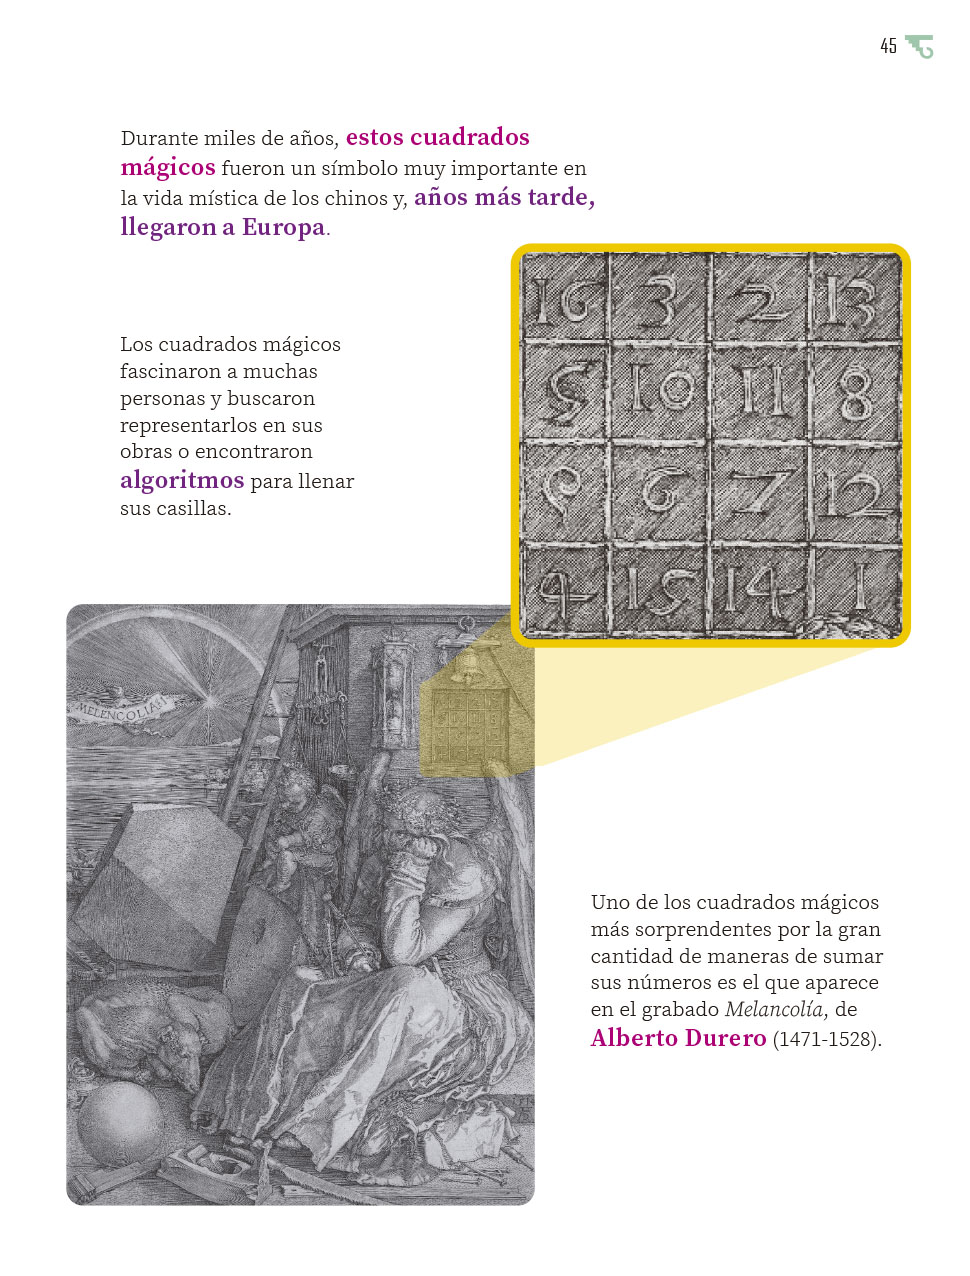 45
Durante miles de años, estos cuadrados
mágicos fueron un símbolo muy importante en
la vida mística de los chinos y, años más tarde,
llegaron a Europa.
16 3 2 13
5 10 11 8
9 6 7 12
4 15 14 1
Los cuadrados mágicos
fascinaron a muchas
personas y buscaron
representarlos en sus
obras o encontraron
algoritmos para llenar
sus casillas.
MELENCOLIA§I
Uno de los cuadrados mágicos
más sorprendentes por la gran
cantidad de maneras de sumar
sus números es el que aparece
en el grabado Melancolía, de
Alberto Durero (1471-1528).